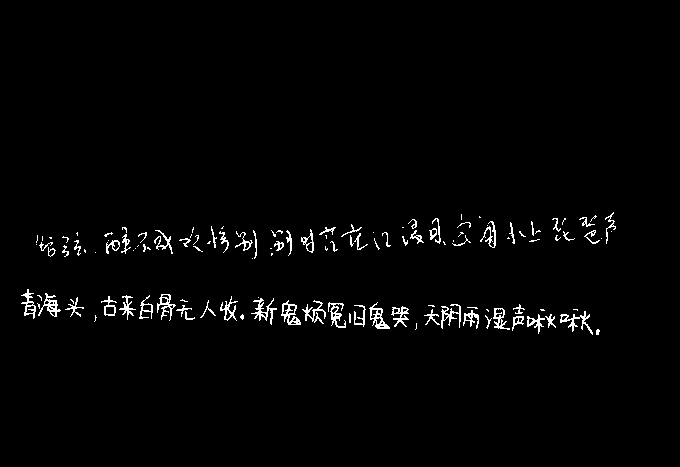 管弦 醉不成欢惨别 别时茫茫江浸月 忽闻水上琵琶声
青海头,古来白骨无人收.新鬼烦冤旧鬼哭,天阴雨湿声啾啾.